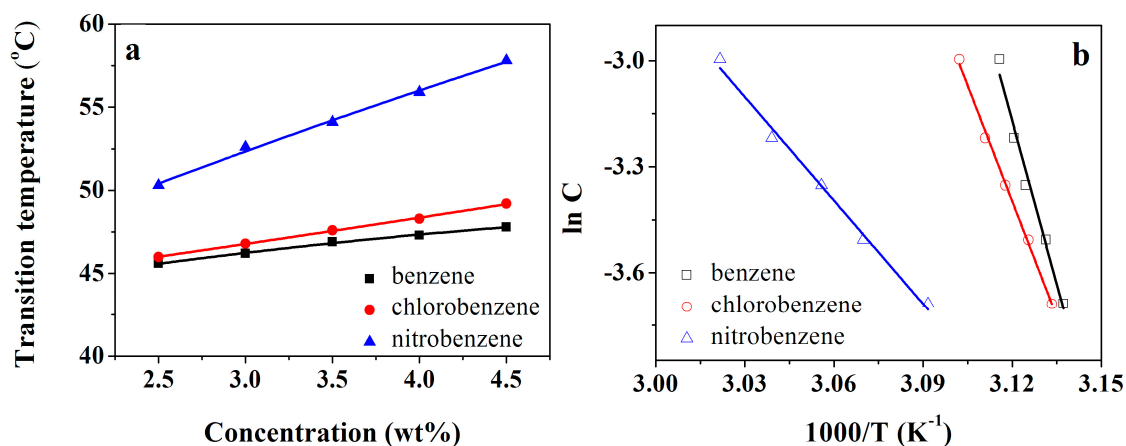 a
Transition temperature (°C)
60
55
50
45
40
2.5 3.0 3.5 4.0 4.5
Concentration (wt%)
benzene
chlorobenzene
nitrobenzene
b
ln C
-3.0
-3.3
-3.6
3.00 3.03 3.06 3.09 3.12 3.15
1000/T (K⁻¹)
benzene
chlorobenzene
nitrobenzene